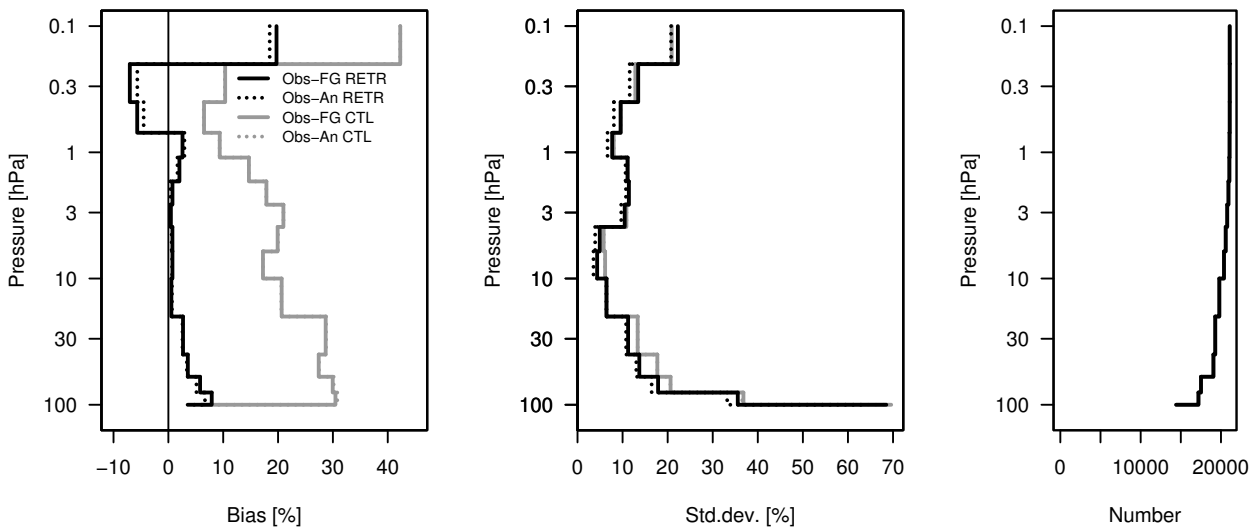 0.1
0.3
1
3
10
30
100
Pressure [hPa]
Obs−FG RETR
Obs−An RETR
Obs−FG CTL
Obs−An CTL
−10 0 10 20 30 40
Bias [%]
0.1
0.3
1
3
10
30
100
Pressure [hPa]
0 10 20 30 40 50 60 70
Std.dev. [%]
0.1
0.3
1
3
10
30
100
Pressure [hPa]
0 10000 20000
Number